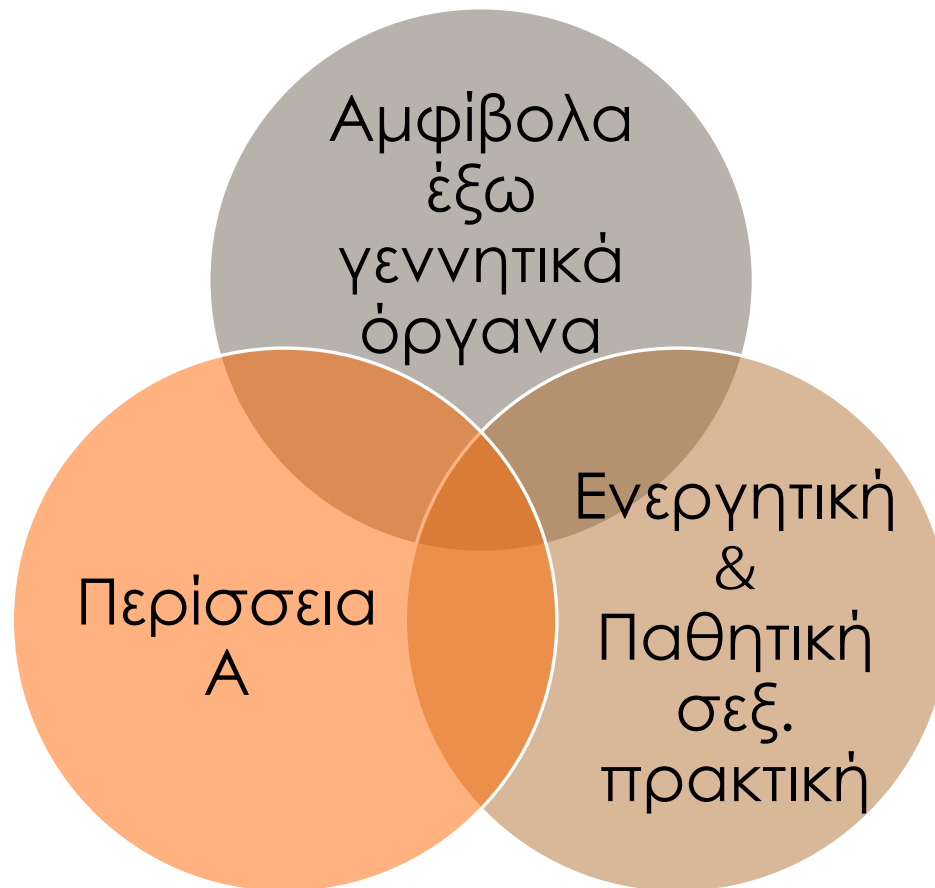 Αμφίβολα
έξω
γεννητικά
όργανα
Περίσσεια
Α
Ενεργητική
&
Παθητική
σεξ.
πρακτική